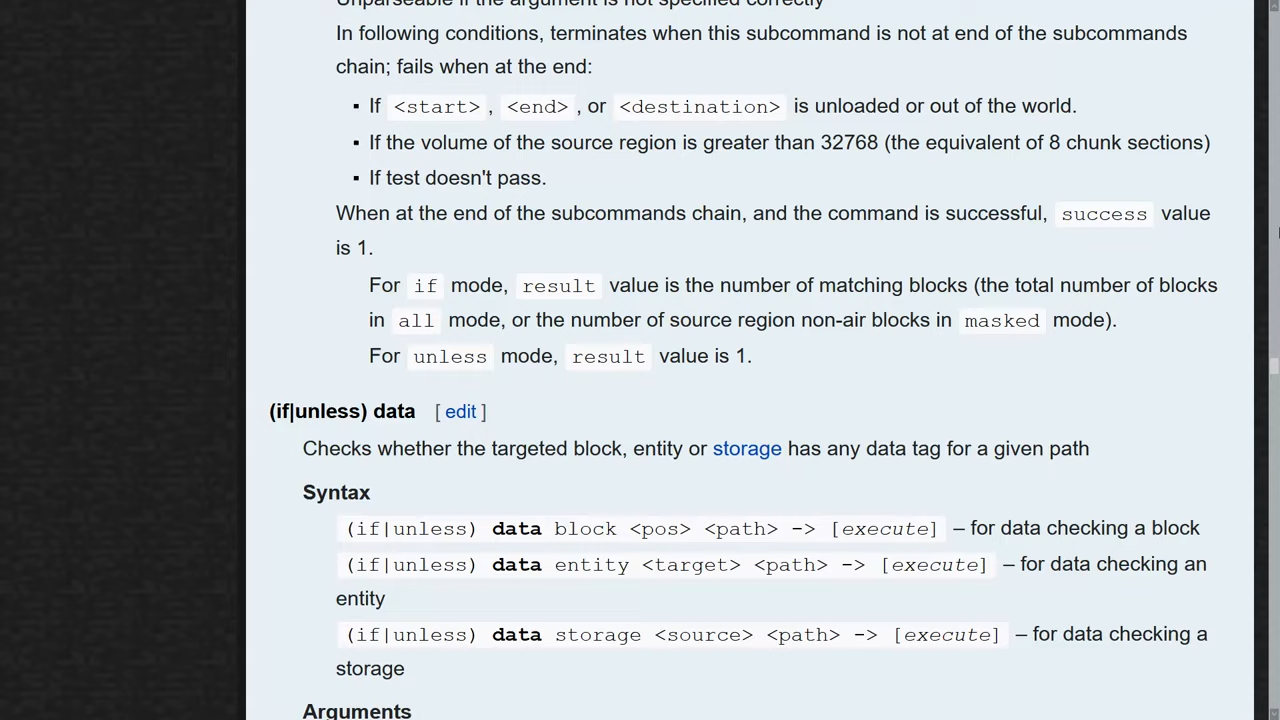 Unparseable if the argument is not specified correctly
In following conditions, terminates when this subcommand is not at end of the subcommands
chain; fails when at the end:
▪ If <start>, <end>, or <destination> is unloaded or out of the world.
▪ If the volume of the source region is greater than 32768 (the equivalent of 8 chunk sections)
▪ If test doesn't pass.
When at the end of the subcommands chain, and the command is successful, success value
is 1.
For if mode, result value is the number of matching blocks (the total number of blocks
in all mode, or the number of source region non-air blocks in masked mode).
For unless mode, result value is 1.
(if|unless) data [ edit ]
Checks whether the targeted block, entity or storage has any data tag for a given path
Syntax
(if|unless) data block <pos> <path> -> [execute] – for data checking a block
(if|unless) data entity <target> <path> -> [execute] – for data checking an
entity
(if|unless) data storage <source> <path> -> [execute] – for data checking a
storage
Arguments